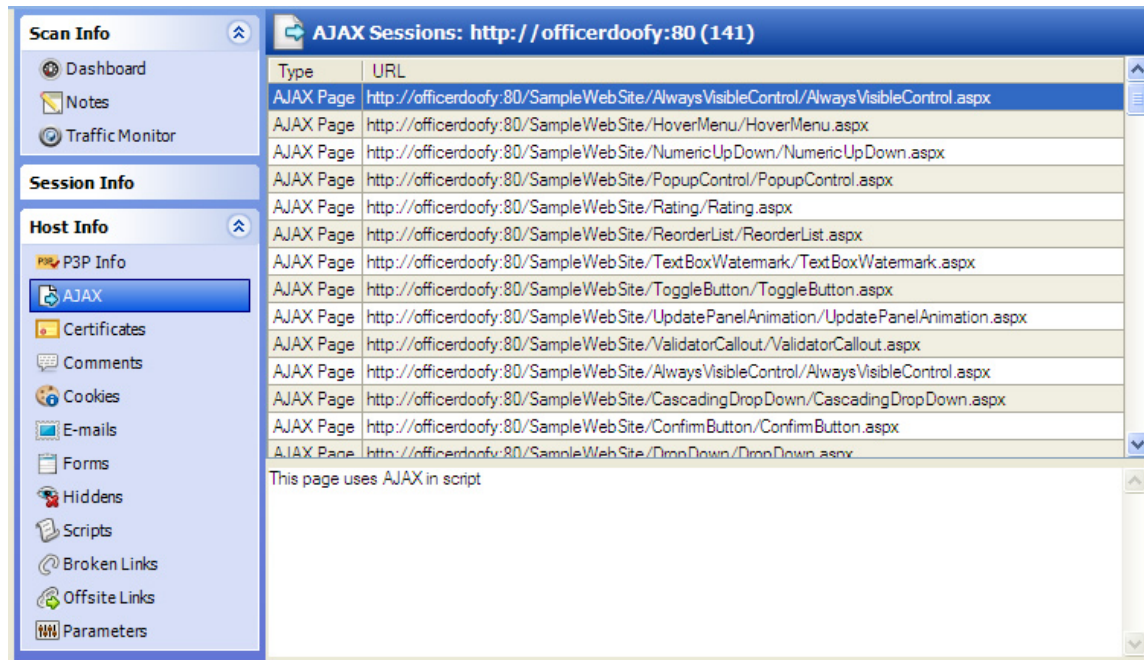 Scan Info
Dashboard
Notes
Traffic Monitor
Session Info
Host Info
P3P P3P Info
AJAX
Certificates
Comments
Cookies
E-mails
Forms
Hiddens
Scripts
Broken Links
Offsite Links
Parameters
AJAX Sessions: http://officerdoofy:80 (141)
Type URL
AJAX Page http://officerdoofy:80/SampleWebSite/AlwaysVisibleControl/AlwaysVisibleControl.aspx
AJAX Page http://officerdoofy:80/SampleWebSite/HoverMenu/HoverMenu.aspx
AJAX Page http://officerdoofy:80/SampleWebSite/NumericUpDown/NumericUpDown.aspx
AJAX Page http://officerdoofy:80/SampleWebSite/PopupControl/PopupControl.aspx
AJAX Page http://officerdoofy:80/SampleWebSite/Rating/Rating.aspx
AJAX Page http://officerdoofy:80/SampleWebSite/ReorderList/ReorderList.aspx
AJAX Page http://officerdoofy:80/SampleWebSite/TextBoxWatermark/TextBoxWatermark.aspx
AJAX Page http://officerdoofy:80/SampleWebSite/ToggleButton/ToggleButton.aspx
AJAX Page http://officerdoofy:80/SampleWebSite/UpdatePanelAnimation/UpdatePanelAnimation.aspx
AJAX Page http://officerdoofy:80/SampleWebSite/ValidatorCallout/ValidatorCallout.aspx
AJAX Page http://officerdoofy:80/SampleWebSite/AlwaysVisibleControl/AlwaysVisibleControl.aspx
AJAX Page http://officerdoofy:80/SampleWebSite/CascadingDropDown/CascadingDropDown.aspx
AJAX Page http://officerdoofy:80/SampleWebSite/ConfirmButton/ConfirmButton.aspx
AJAX Page http://officerdoofy:80/SampleWebSite/DropDown/DropDown.aspx
This page uses AJAX in script